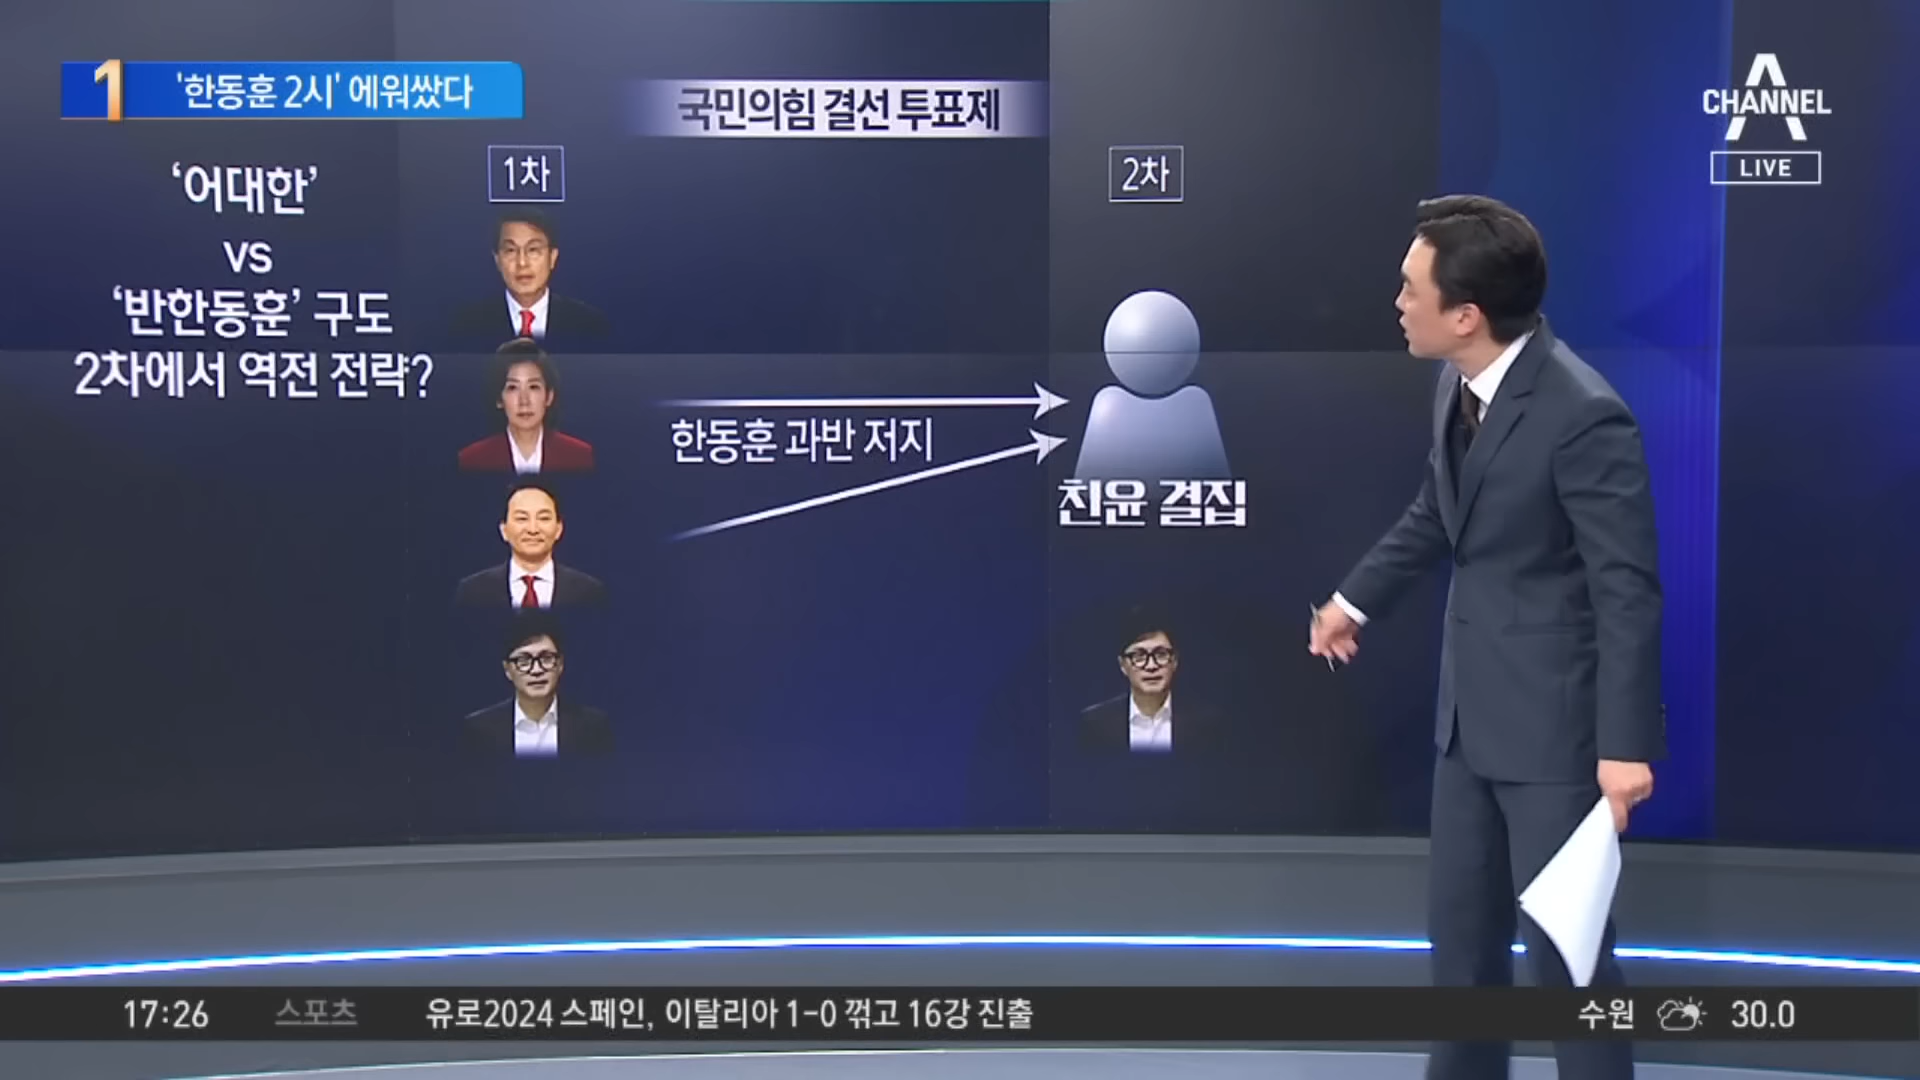 1 '한동훈 2시' 에워쌌다
국민의힘 결선 투표제
CHANNEL A
LIVE
'어대한'
vs
'반한동훈' 구도
2차에서 역전 전략?
1차
2차
한동훈 과반 저지
친윤 결집
17:26 스포츠 유로2024 스페인, 이탈리아 1-0 꺾고 16강 진출 수원 30.0